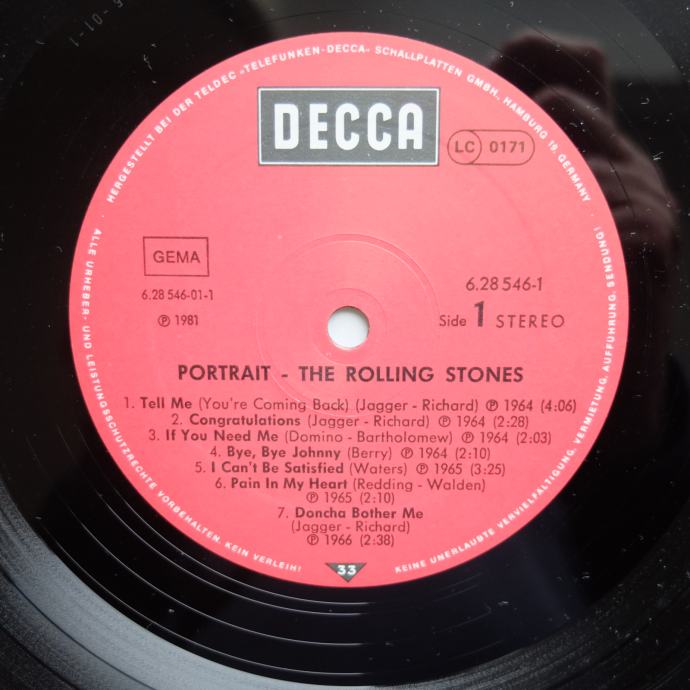 HERGESTELLT BEI DER TELDEC »TELEFUNKEN-DECCA« SCHALLPLATTEN GMBH., HAMBURG 19, GERMANY
DECCA
LC 0171
GEMA
6.28 546-01-1
℗ 1981
6.28 546-1
Side 1 STEREO
PORTRAIT - THE ROLLING STONES
1. Tell Me (You're Coming Back) (Jagger - Richard) ℗ 1964 (4:06)
2. Congratulations (Jagger - Richard) ℗ 1964 (2:28)
3. If You Need Me (Domino - Bartholomew) ℗ 1964 (2:03)
4. Bye, Bye Johnny (Berry) ℗ 1964 (2:10)
5. I Can't Be Satisfied (Waters) ℗ 1965 (3:25)
6. Pain In My Heart (Redding - Walden)
℗ 1965 (2:10)
7. Doncha Bother Me
(Jagger - Richard)
℗ 1966 (2:38)
33
ALLE URHEBER- UND LEISTUNGSSCHUTZRECHTE VORBEHALTEN. KEIN VERLEIH!
KEINE UNERLAUBTE VERVIELFÄLTIGUNG, VERMIETUNG, AUFFÜHRUNG, SENDUNG!